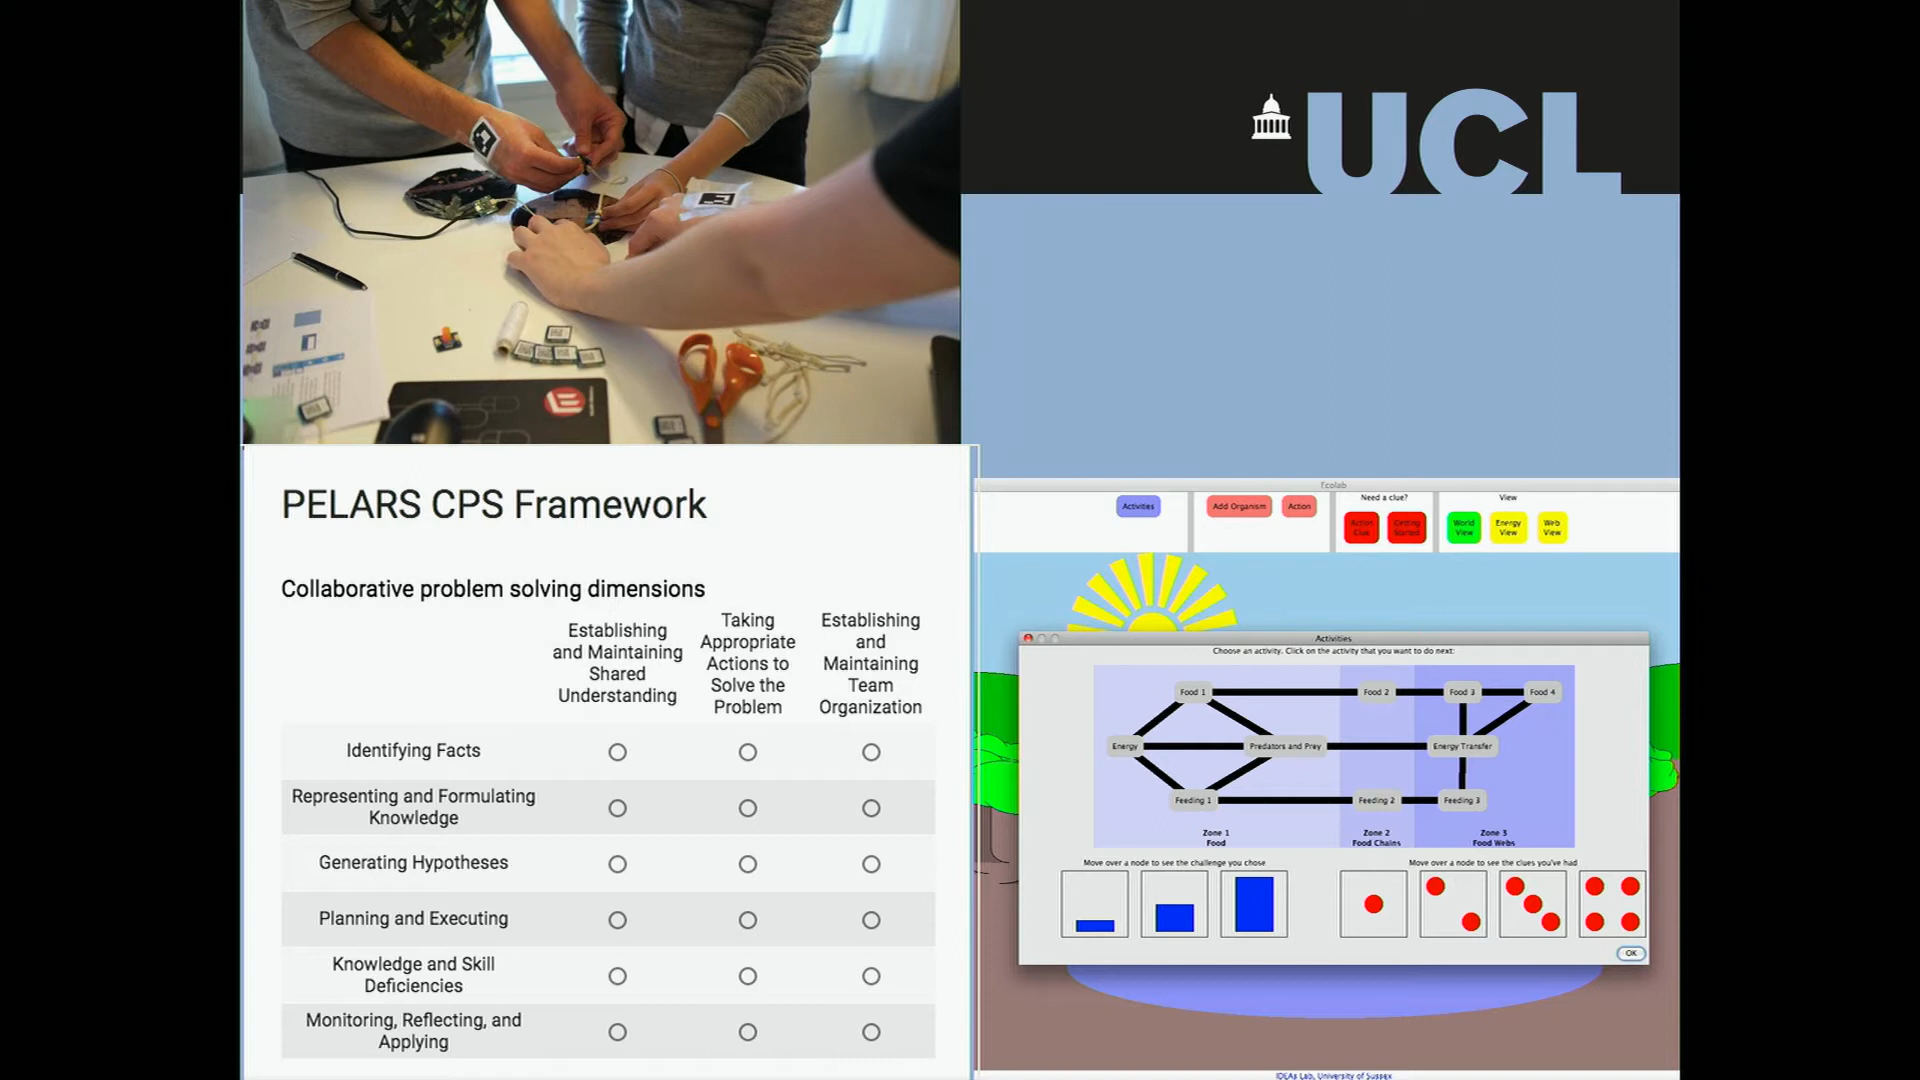 UCL
PELARS CPS Framework
Collaborative problem solving dimensions
Establishing
and Maintaining
Shared
Understanding
Taking
Appropriate
Actions to
Solve the
Problem
Establishing
and
Maintaining
Team
Organization
Identifying Facts
Representing and Formulating
Knowledge
Generating Hypotheses
Planning and Executing
Knowledge and Skill
Deficiencies
Monitoring, Reflecting, and
Applying
Ecolab
Activities
Add Organism
Action
Need a clue?
Action
Clue
Getting
Started
View
World
View
Energy
View
Web
View
Activities
Choose an activity. Click on the activity that you want to do next:
Food 1
Food 2
Food 3
Food 4
Energy
Predators and Prey
Energy Transfer
Feeding 1
Feeding 2
Feeding 3
Zone 1
Food
Zone 2
Food Chains
Zone 3
Food Webs
Move over a node to see the challenge you chose
Move over a node to see the clues you've had
OK
IDEAs Lab, University of Sussex